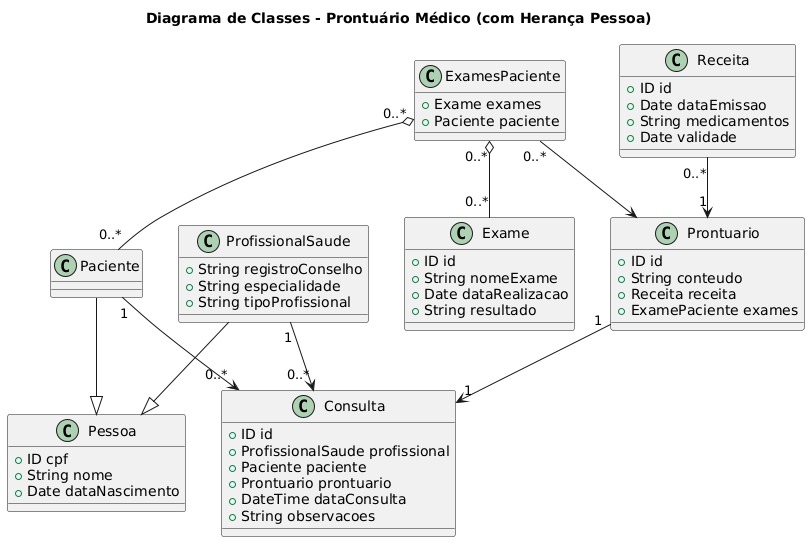 Diagrama de Classes - Prontuário Médico (com Herança Pessoa)
C ExamesPaciente
Exame exames
Paciente paciente
C Receita
ID id
Date dataEmissao
String medicamentos
Date validade
0..*
0..*
0..*
0..*
1
0..*
0..*
C Paciente
C ProfissionalSaude
String registroConselho
String especialidade
String tipoProfissional
C Exame
ID id
String nomeExame
Date dataRealizacao
String resultado
C Prontuario
ID id
String conteudo
Receita receita
ExamePaciente exames
1
1
1
0..*
0..*
1
C Pessoa
ID cpf
String nome
Date dataNascimento
C Consulta
ID id
ProfissionalSaude profissional
Paciente paciente
Prontuario prontuario
DateTime dataConsulta
String observacoes